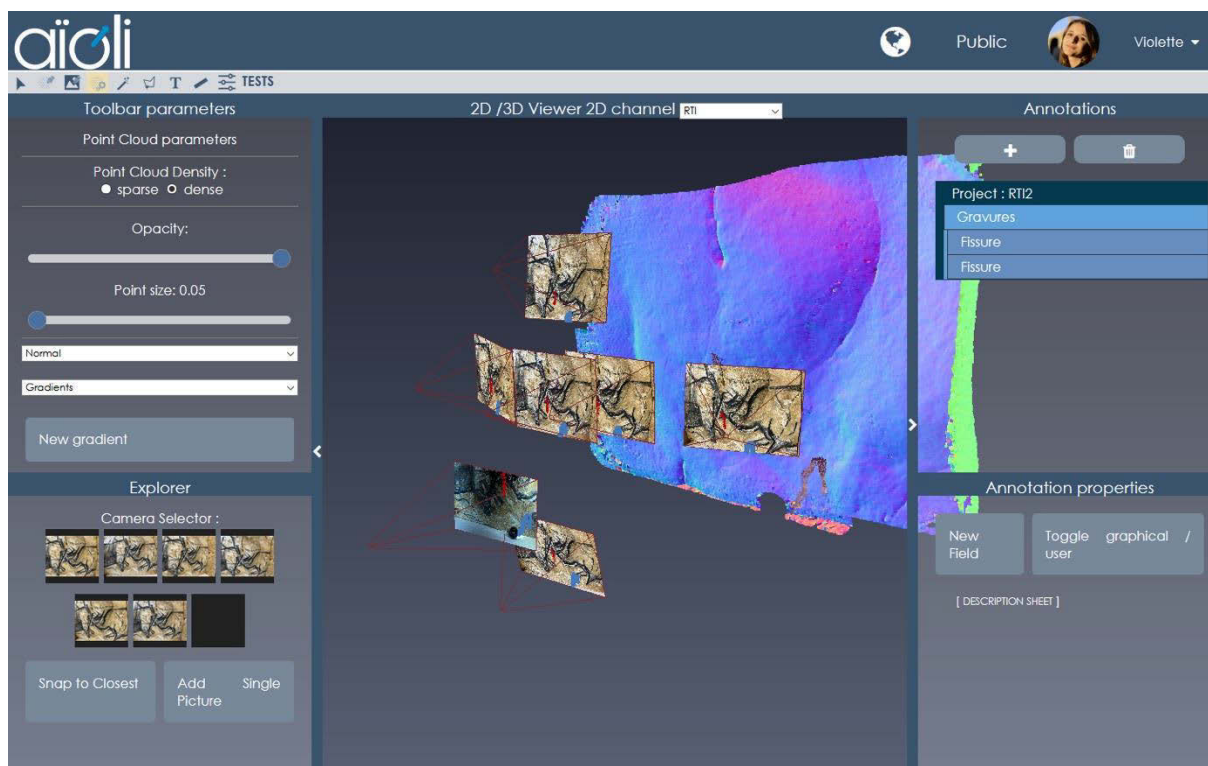 aïoli
Public
Violette
T
TESTS
Toolbar parameters
Point Cloud parameters
Point Cloud Density :
sparse
dense
Opacity:
Point size: 0.05
Normal
Gradients
New gradient
Explorer
Camera Selector :
Snap to Closest
Add Single
Picture
2D /3D Viewer 2D channel
RTI
Annotations
Project : RTI2
Gravures
Fissure
Fissure
Annotation properties
New
Field
Toggle graphical /
user
[ DESCRIPTION SHEET ]